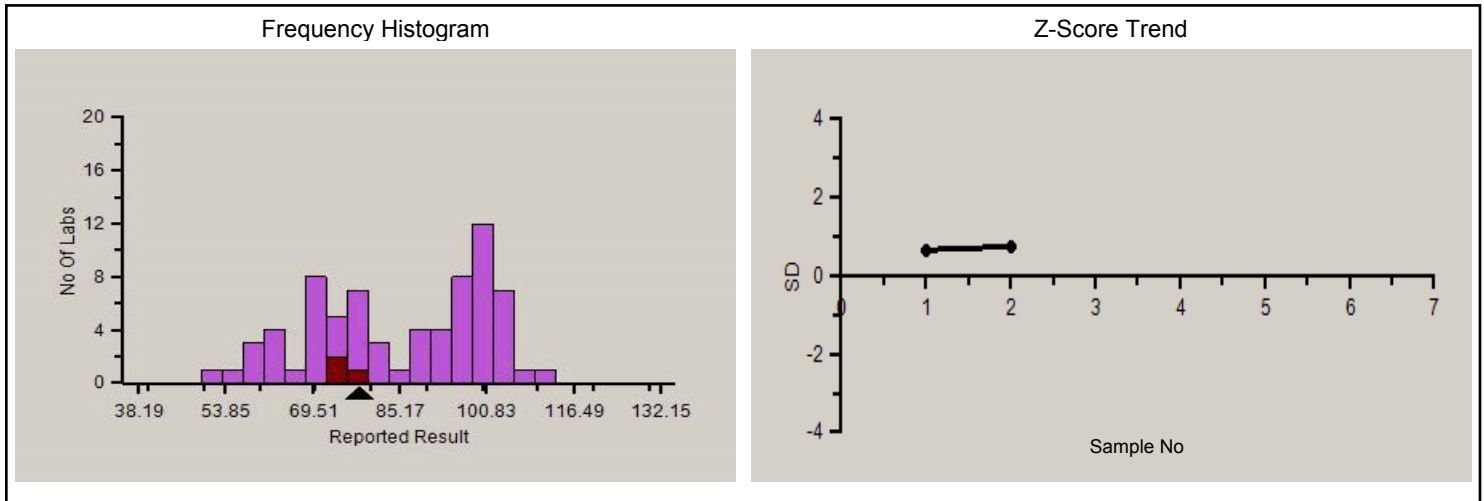 Frequency Histogram
20
16
12
8
4
0
No Of Labs
38.19 53.85 69.51 85.17 100.83 116.49 132.15
Reported Result
Z-Score Trend
4
2
0
-2
-4
SD
0 1 2 3 4 5 6 7
Sample No